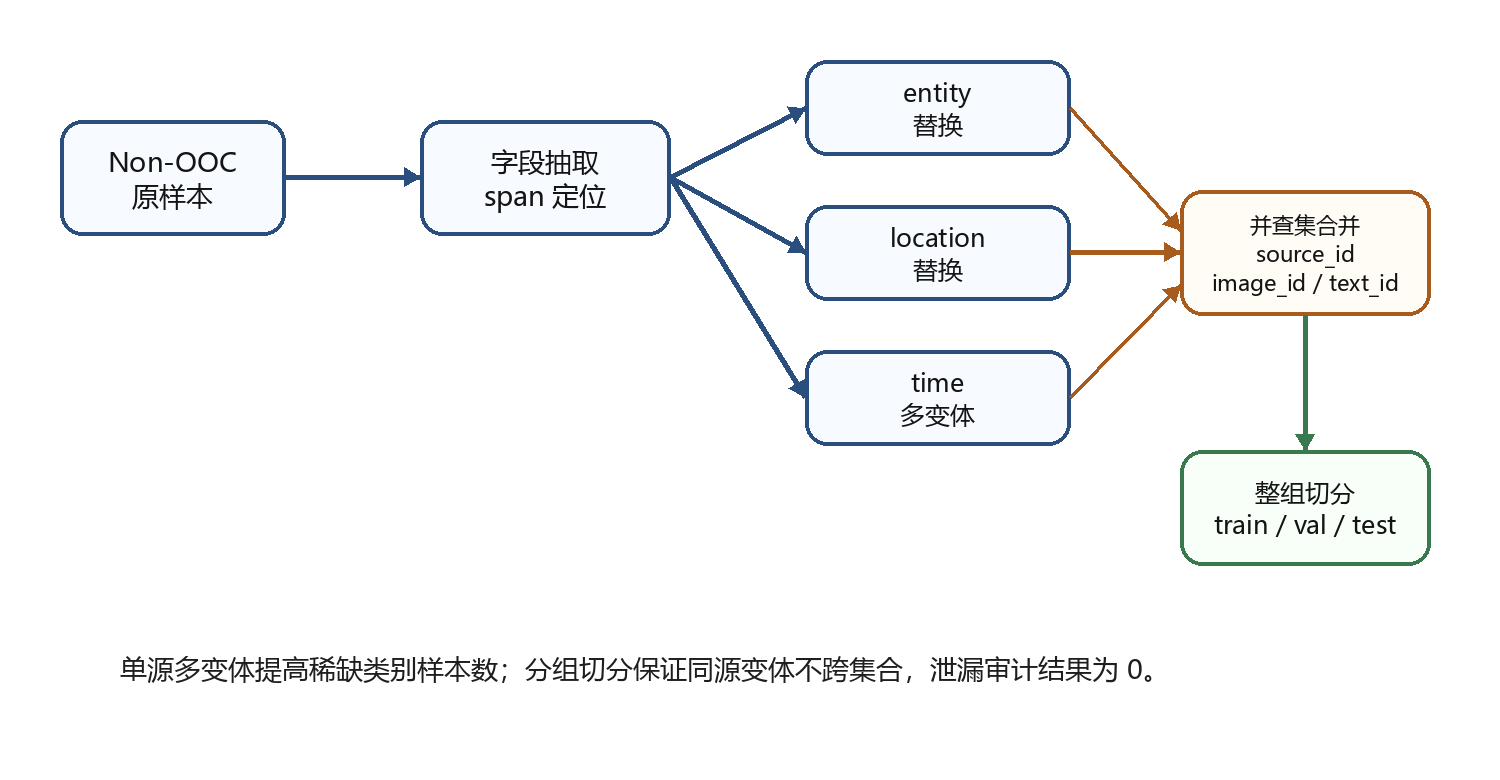 Non-OOC
原样本
字段抽取
span 定位
entity
替换
location
替换
time
多变体
并查集合并
source_id
image_id / text_id
整组切分
train / val / test
单源多变体提高稀缺类别样本数；分组切分保证同源变体不跨集合，泄漏审计结果为 0。